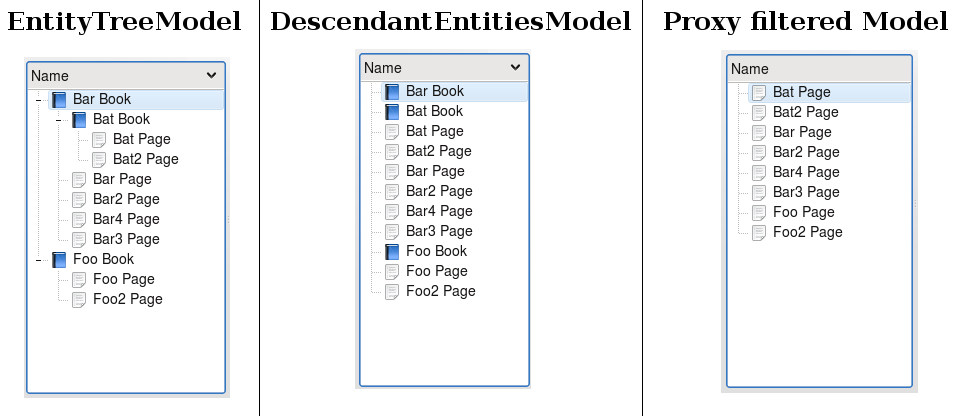 EntityTreeModel
Name
Bar Book
Bat Book
Bat Page
Bat2 Page
Bar Page
Bar2 Page
Bar4 Page
Bar3 Page
Foo Book
Foo Page
Foo2 Page
DescendantEntitiesModel
Name
Bar Book
Bat Book
Bat Page
Bat2 Page
Bar Page
Bar2 Page
Bar4 Page
Bar3 Page
Foo Book
Foo Page
Foo2 Page
Proxy filtered Model
Name
Bat Page
Bat2 Page
Bar Page
Bar2 Page
Bar4 Page
Bar3 Page
Foo Page
Foo2 Page